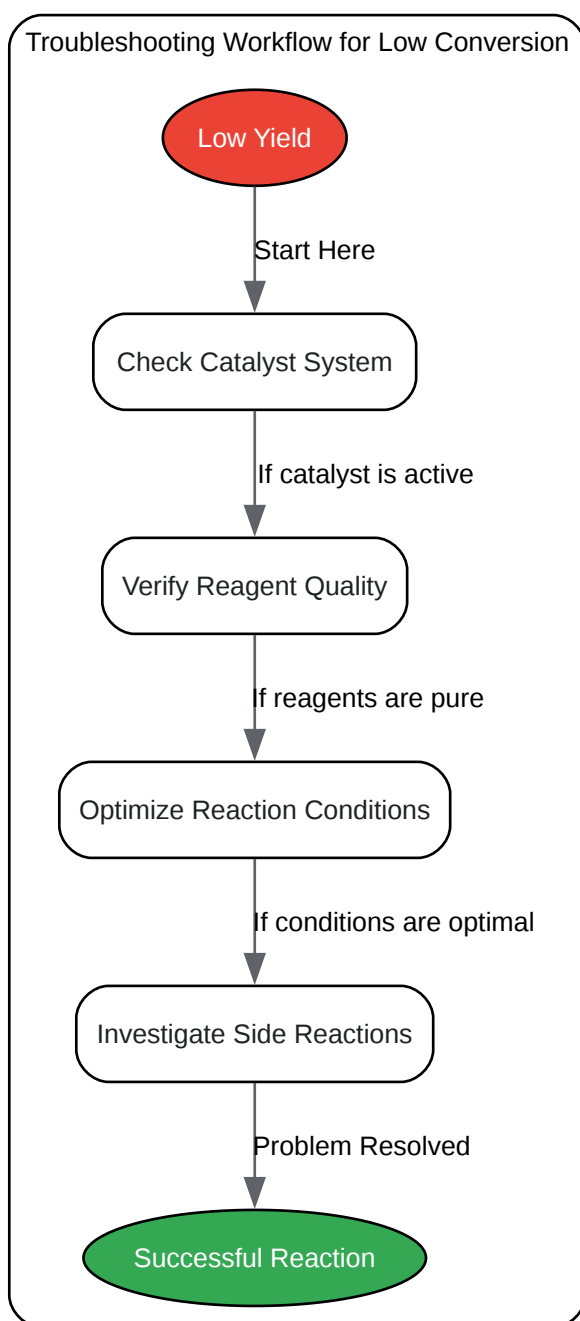 Troubleshooting Workflow for Low Conversion
Low Yield
Start Here
Check Catalyst System
If catalyst is active
Verify Reagent Quality
If reagents are pure
Optimize Reaction Conditions
If conditions are optimal
Investigate Side Reactions
Problem Resolved
Successful Reaction